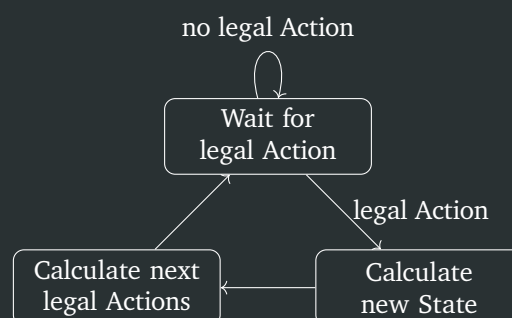 no legal Action
Wait for
legal Action
legal Action
Calculate next
legal Actions
Calculate
new State